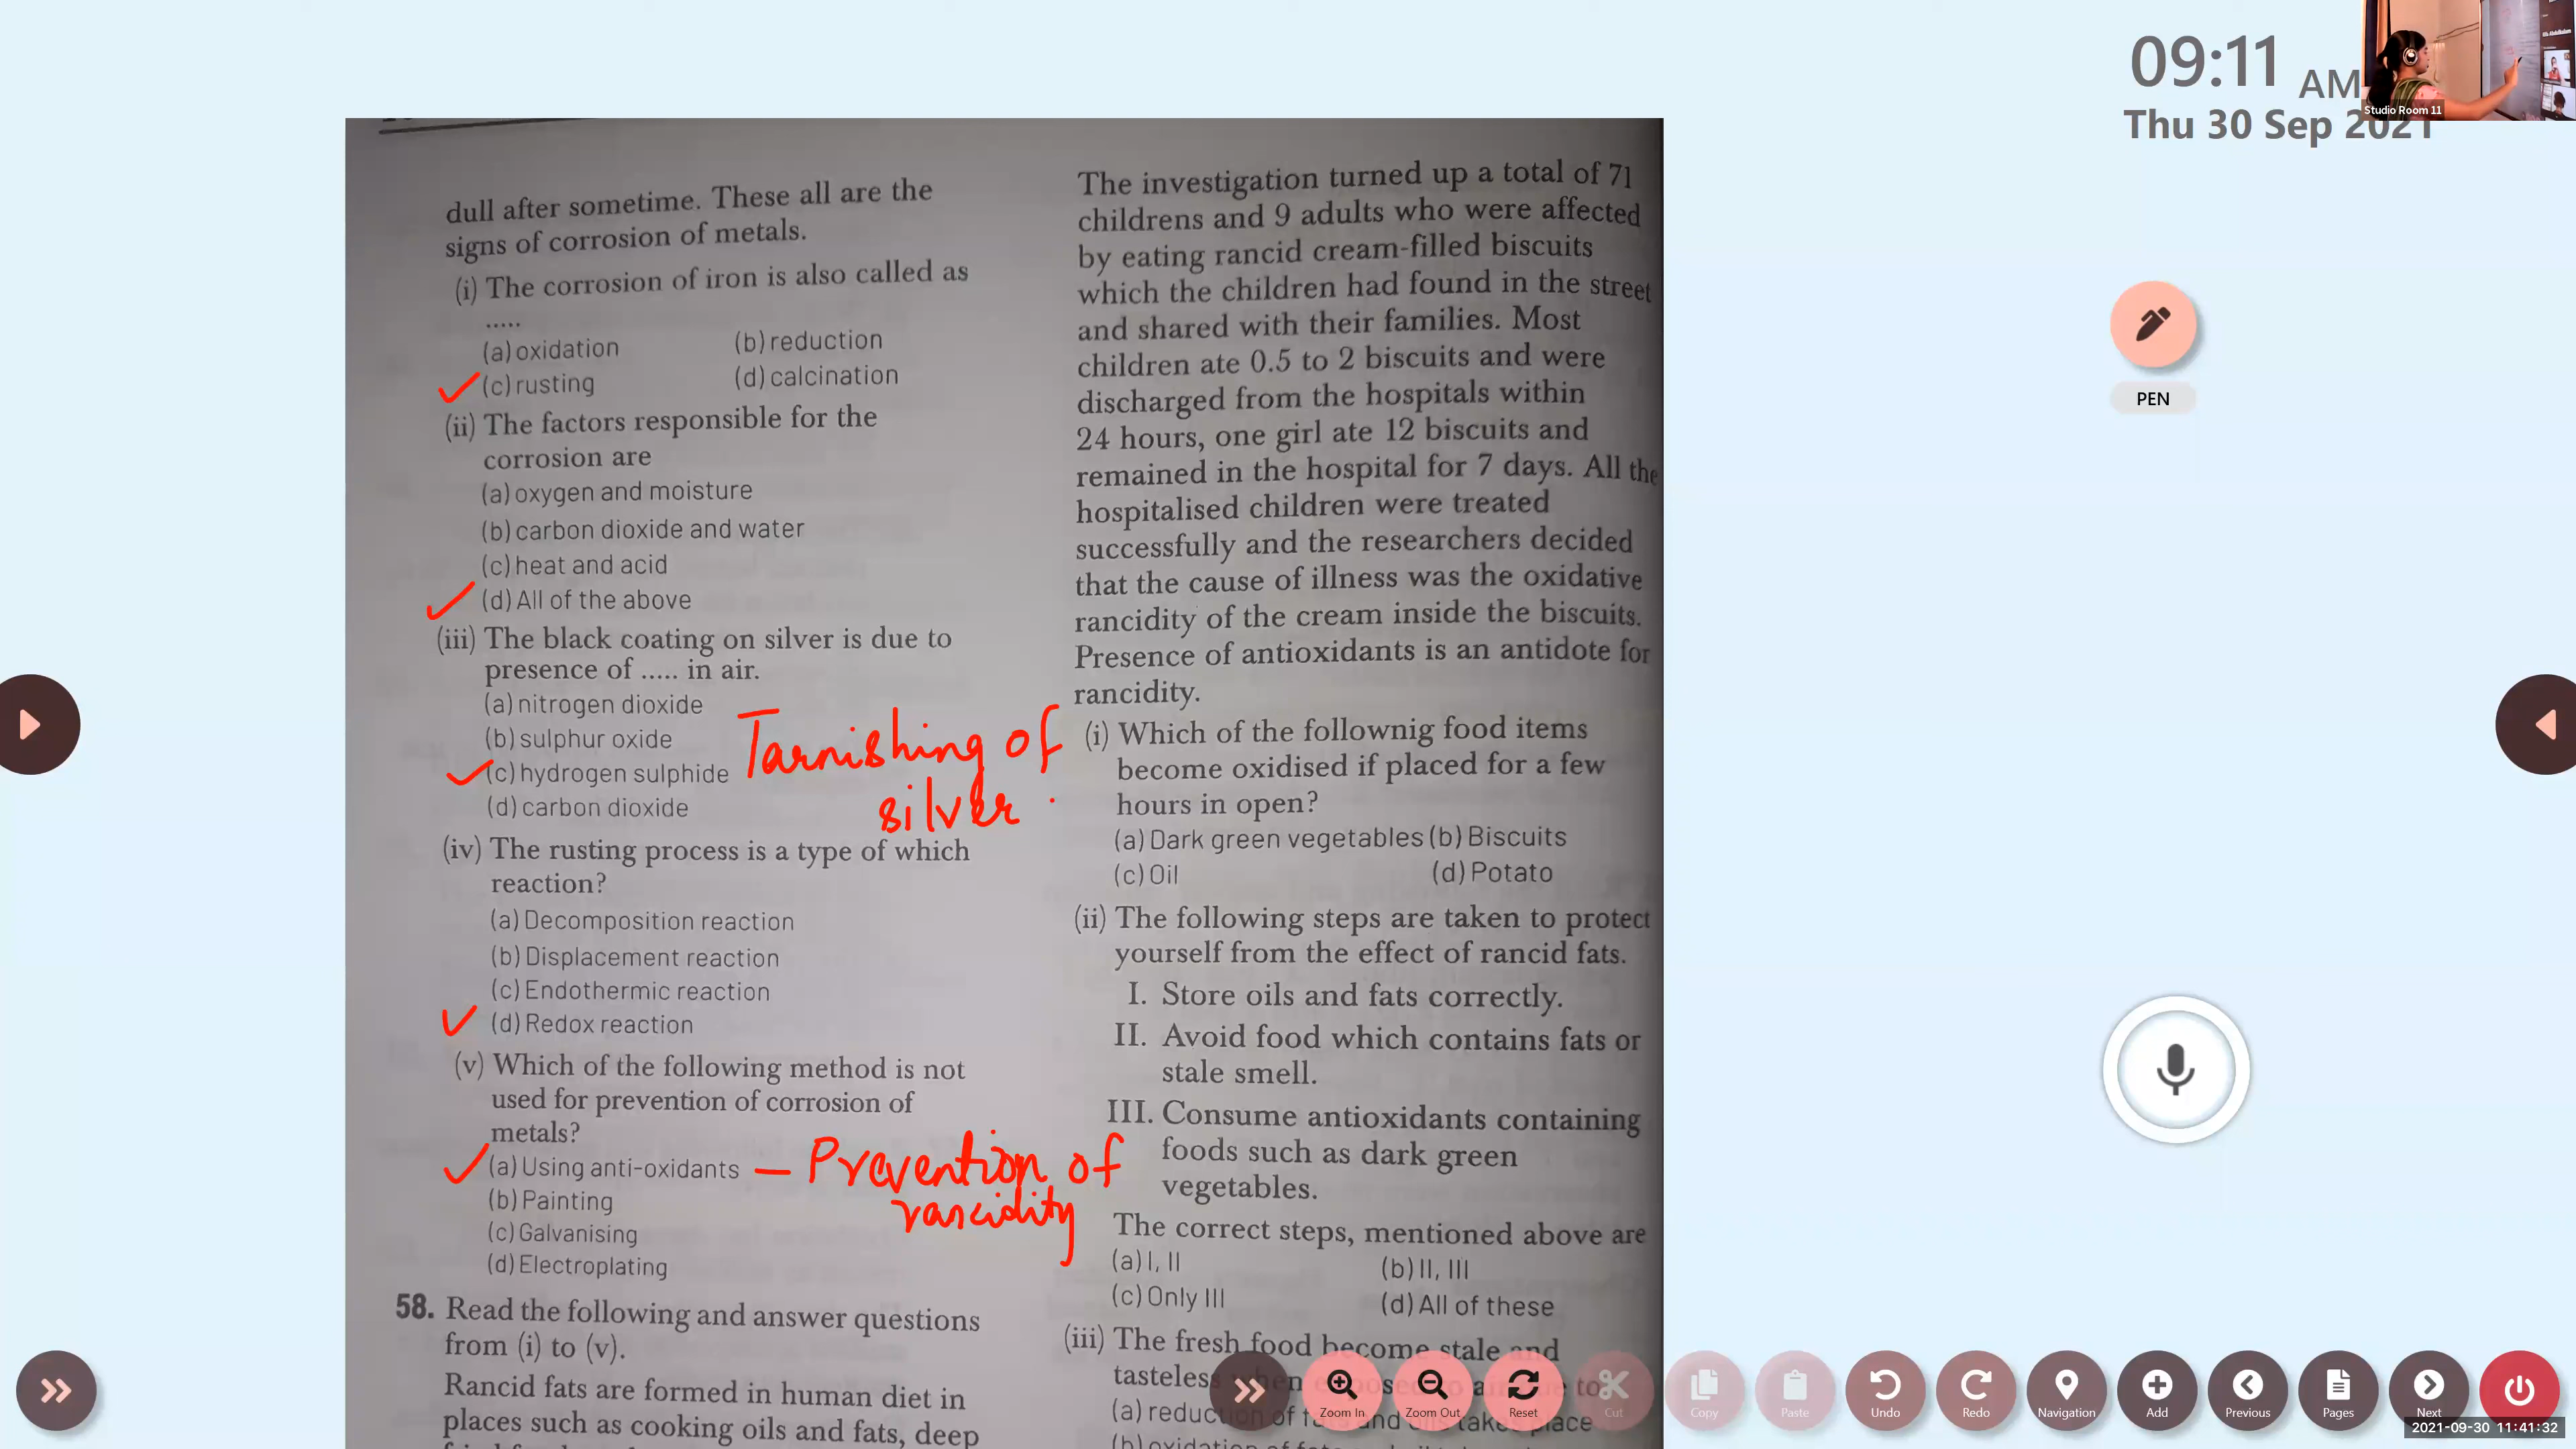 09:11 AM
Thu 30 Sep 2021
Studio Room 11
dull after sometime. These all are the
signs of corrosion of metals.
(i) The corrosion of iron is also called as
.....
(a) oxidation (b) reduction
(c) rusting (d) calcination
(ii) The factors responsible for the
corrosion are
(a) oxygen and moisture
(b) carbon dioxide and water
(c) heat and acid
(d) All of the above
(iii) The black coating on silver is due to
presence of ..... in air.
(a) nitrogen dioxide
(b) sulphur oxide
(c) hydrogen sulphide
(d) carbon dioxide
Tarnishing of
silver
(iv) The rusting process is a type of which
reaction?
(a) Decomposition reaction
(b) Displacement reaction
(c) Endothermic reaction
(d) Redox reaction
(v) Which of the following method is not
used for prevention of corrosion of
metals?
(a) Using anti-oxidants — Prevention of
rancidity
(b) Painting
(c) Galvanising
(d) Electroplating
58. Read the following and answer questions
from (i) to (v).
Rancid fats are formed in human diet in
places such as cooking oils and fats, deep
The investigation turned up a total of 71
childrens and 9 adults who were affected
by eating rancid cream-filled biscuits
which the children had found in the street
and shared with their families. Most
children ate 0.5 to 2 biscuits and were
discharged from the hospitals within
24 hours, one girl ate 12 biscuits and
remained in the hospital for 7 days. All the
hospitalised children were treated
successfully and the researchers decided
that the cause of illness was the oxidative
rancidity of the cream inside the biscuits.
Presence of antioxidants is an antidote for
rancidity.
(i) Which of the follownig food items
become oxidised if placed for a few
hours in open?
(a) Dark green vegetables (b) Biscuits
(c) Oil (d) Potato
(ii) The following steps are taken to protect
yourself from the effect of rancid fats.
I. Store oils and fats correctly.
II. Avoid food which contains fats or
stale smell.
III. Consume antioxidants containing
foods such as dark green
vegetables.
The correct steps, mentioned above are
(a) I, II (b) II, III
(c) Only III (d) All of these
(iii) The fresh food become stale and
tasteless
place
PEN
Zoom In Zoom Out Reset Cut Copy Paste Undo Redo Navigation Add Previous Pages Next
2021-09-30 11:41:32